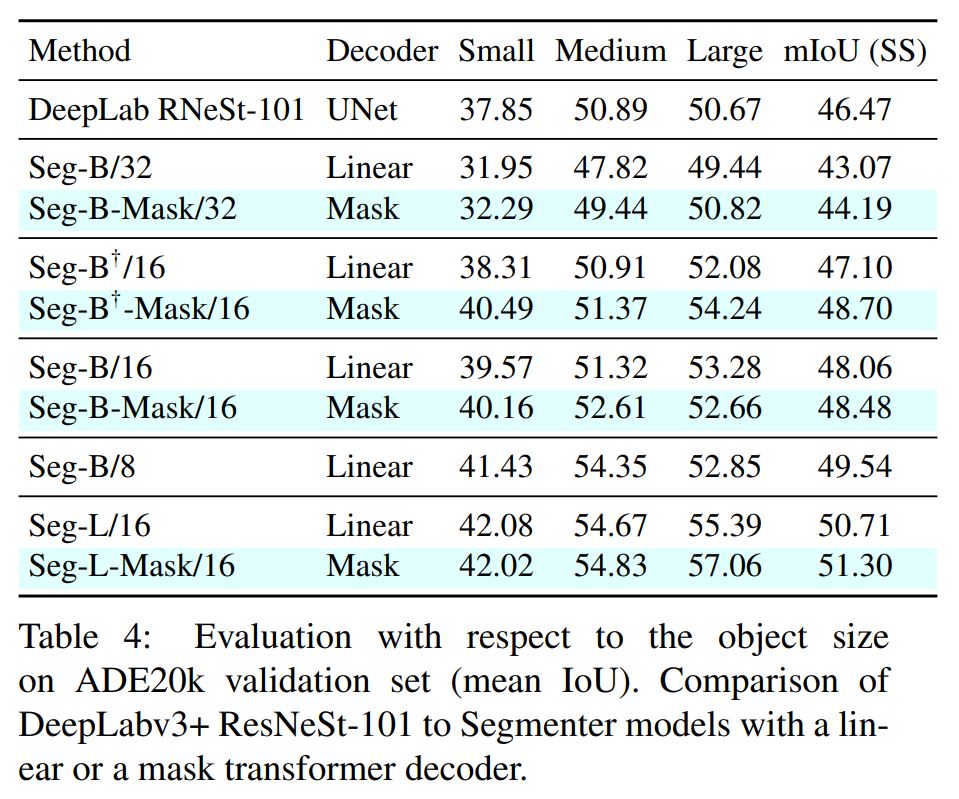 Method Decoder Small Medium Large mIoU (SS)
DeepLab RNeSt-101 UNet 37.85 50.89 50.67 46.47
Seg-B/32 Linear 31.95 47.82 49.44 43.07
Seg-B-Mask/32 Mask 32.29 49.44 50.82 44.19
Seg-B†/16 Linear 38.31 50.91 52.08 47.10
Seg-B†-Mask/16 Mask 40.49 51.37 54.24 48.70
Seg-B/16 Linear 39.57 51.32 53.28 48.06
Seg-B-Mask/16 Mask 40.16 52.61 52.66 48.48
Seg-B/8 Linear 41.43 54.35 52.85 49.54
Seg-L/16 Linear 42.08 54.67 55.39 50.71
Seg-L-Mask/16 Mask 42.02 54.83 57.06 51.30
Table 4: Evaluation with respect to the object size
on ADE20k validation set (mean IoU). Comparison of
DeepLabv3+ ResNeSt-101 to Segmenter models with a lin-
ear or a mask transformer decoder.